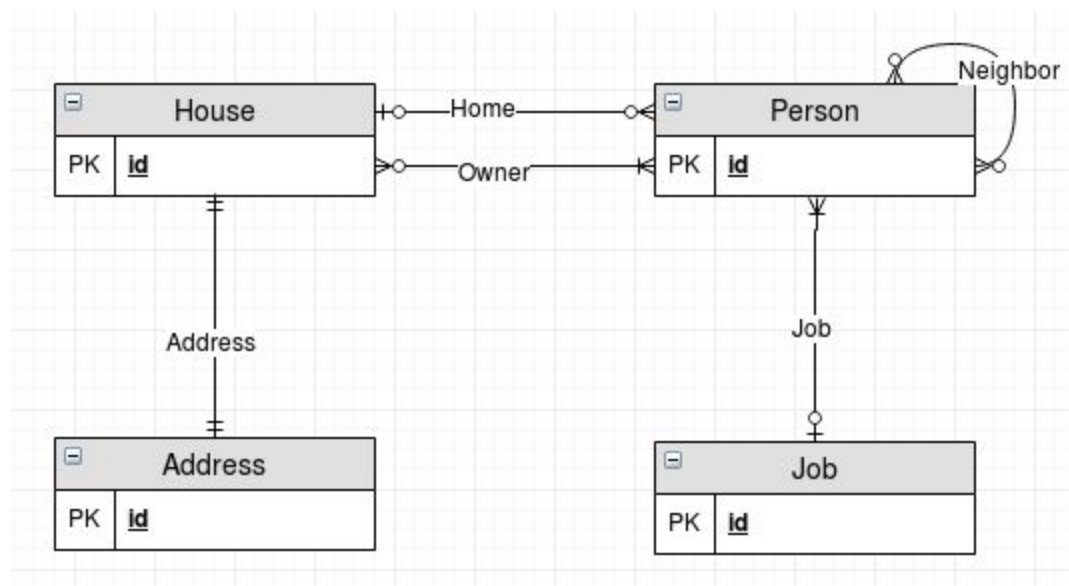 Neighbor
House
Home
Person
PK id
Owner
PK id
Address
Job
Address
Job
PK id
PK id